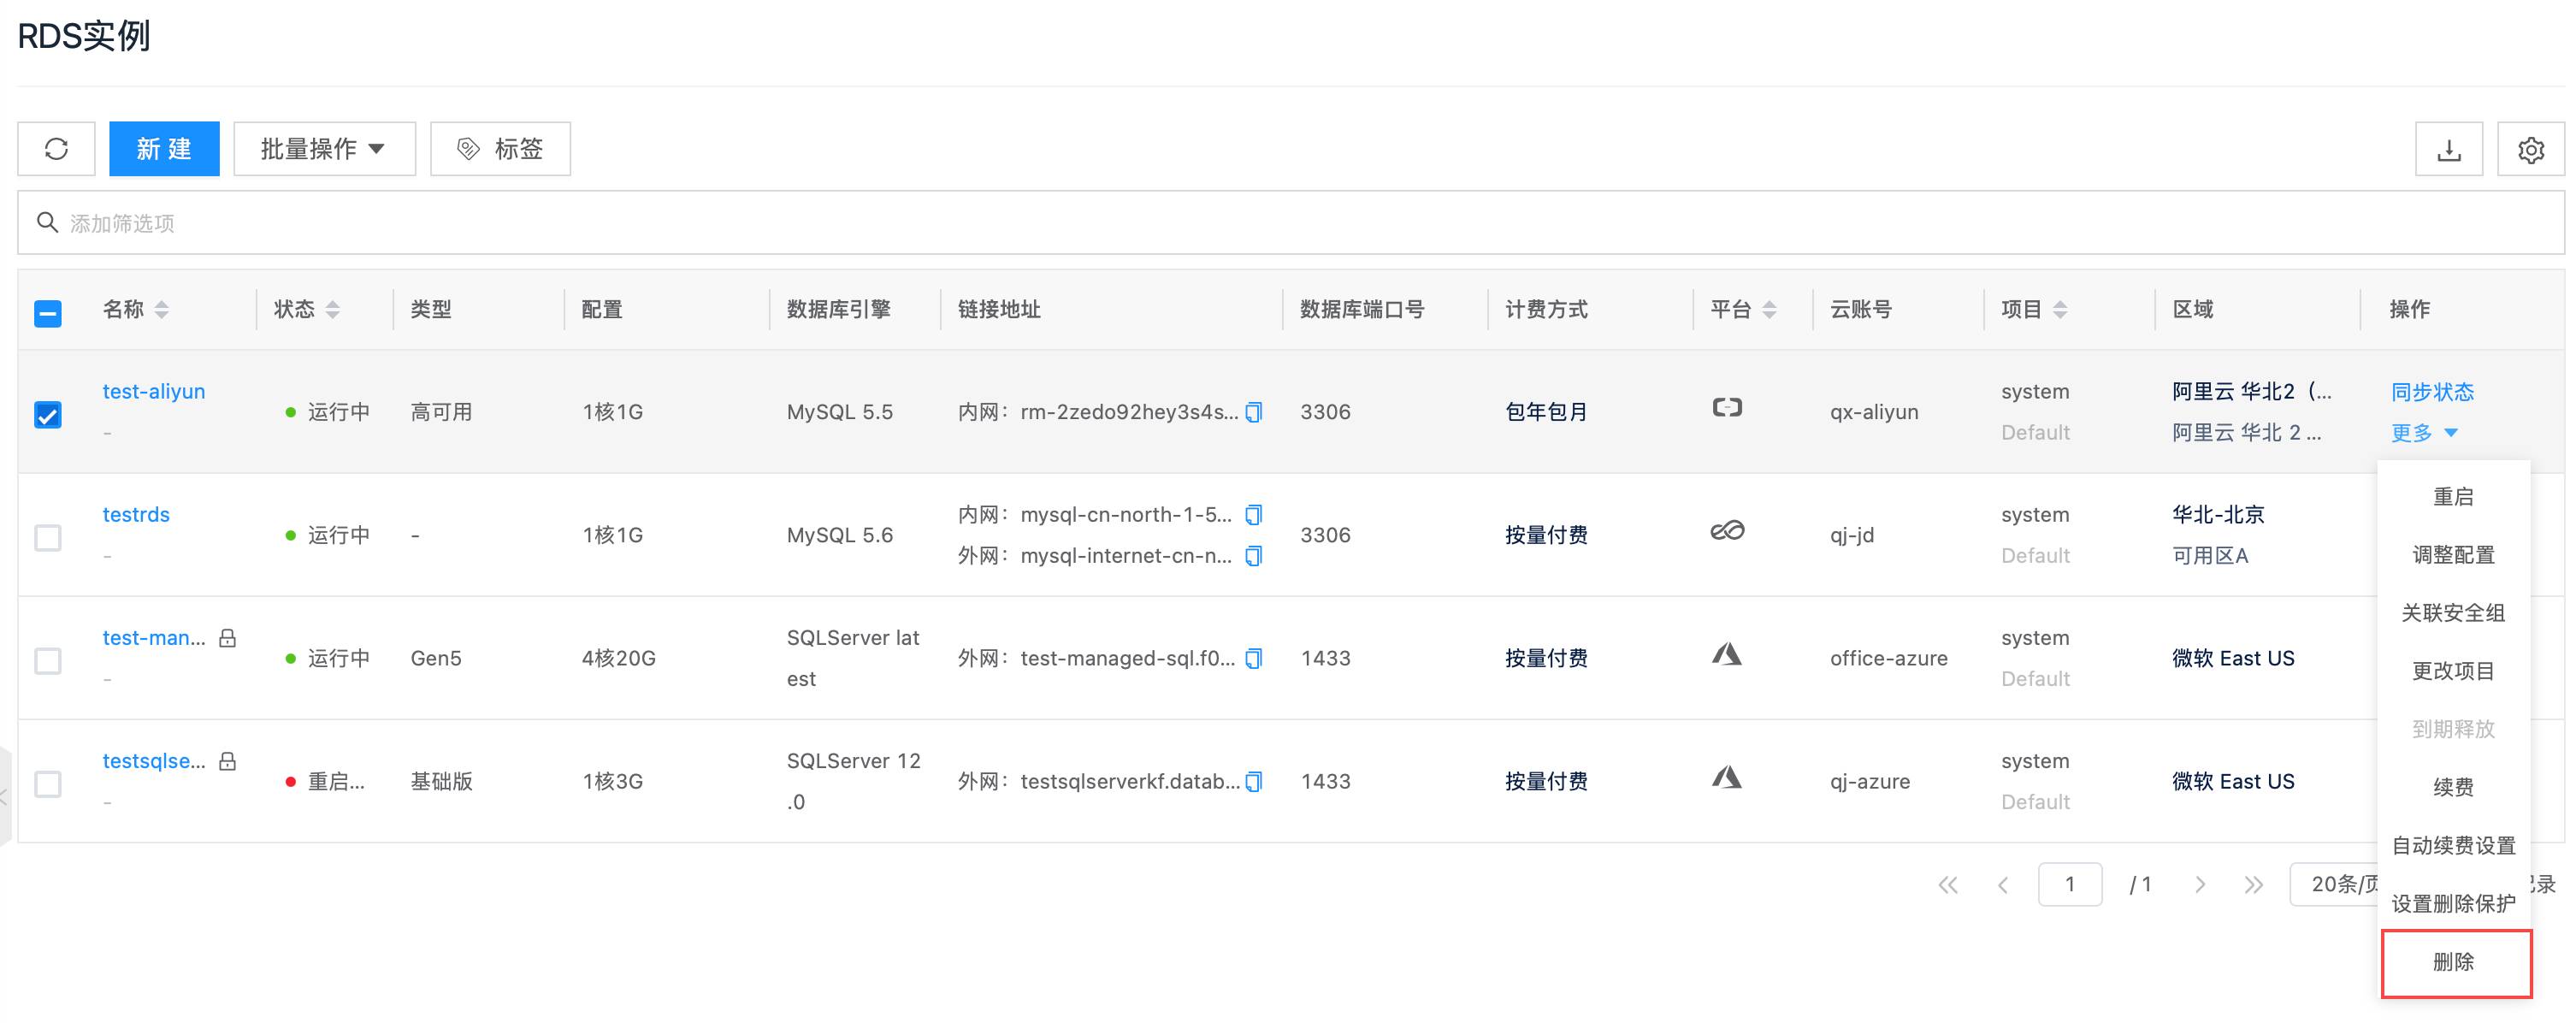 RDS实例
新 建
批量操作
标签
添加筛选项
名称 状态 类型 配置 数据库引擎 链接地址 数据库端口号 计费方式 平台 云账号 项目 区域 操作
test-aliyun
-
运行中 高可用 1核1G MySQL 5.5 内网：rm-2zedo92hey3s4s... 3306 包年包月 qx-aliyun
system
Default
阿里云 华北2（...
阿里云 华北 2 ...
同步状态
更多
testrds
-
运行中 - 1核1G MySQL 5.6
内网：mysql-cn-north-1-5...
外网：mysql-internet-cn-n...
3306 按量付费 qj-jd
system
Default
华北-北京
可用区A
test-man...
-
运行中 Gen5 4核20G
SQLServer lat
est
外网：test-managed-sql.f0... 1433 按量付费 office-azure
system
Default
微软 East US
testsqlse...
-
重启... 基础版 1核3G
SQLServer 12
.0
外网：testsqlserverkf.datab... 1433 按量付费 qj-azure
system
Default
微软 East US
重启
调整配置
关联安全组
更改项目
到期释放
续费
自动续费设置
设置删除保护
删除
1 / 1 20条/页 录